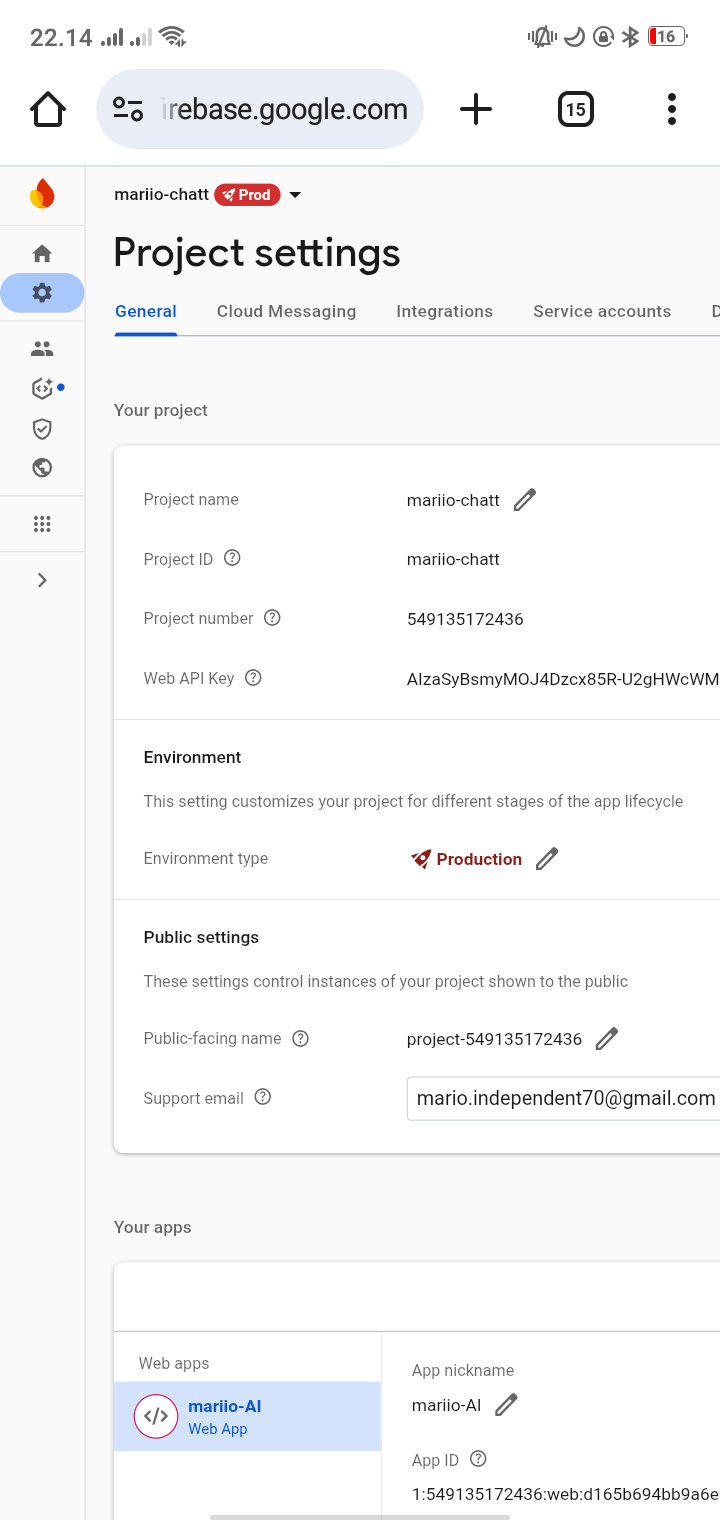 22.14
16
irebase.google.com
15
mariio-chatt Prod
Project settings
General Cloud Messaging Integrations Service accounts D
Your project
Project name mariio-chatt
Project ID mariio-chatt
Project number 549135172436
Web API Key AIzaSyBsmyMOJ4Dzcx85R-U2gHWcWM
Environment
This setting customizes your project for different stages of the app lifecycle
Environment type Production
Public settings
These settings control instances of your project shown to the public
Public-facing name project-549135172436
Support email mario.independent70@gmail.com
Your apps
Web apps
mariio-AI
Web App
App nickname
mariio-AI
App ID
1:549135172436:web:d165b694bb9a6e